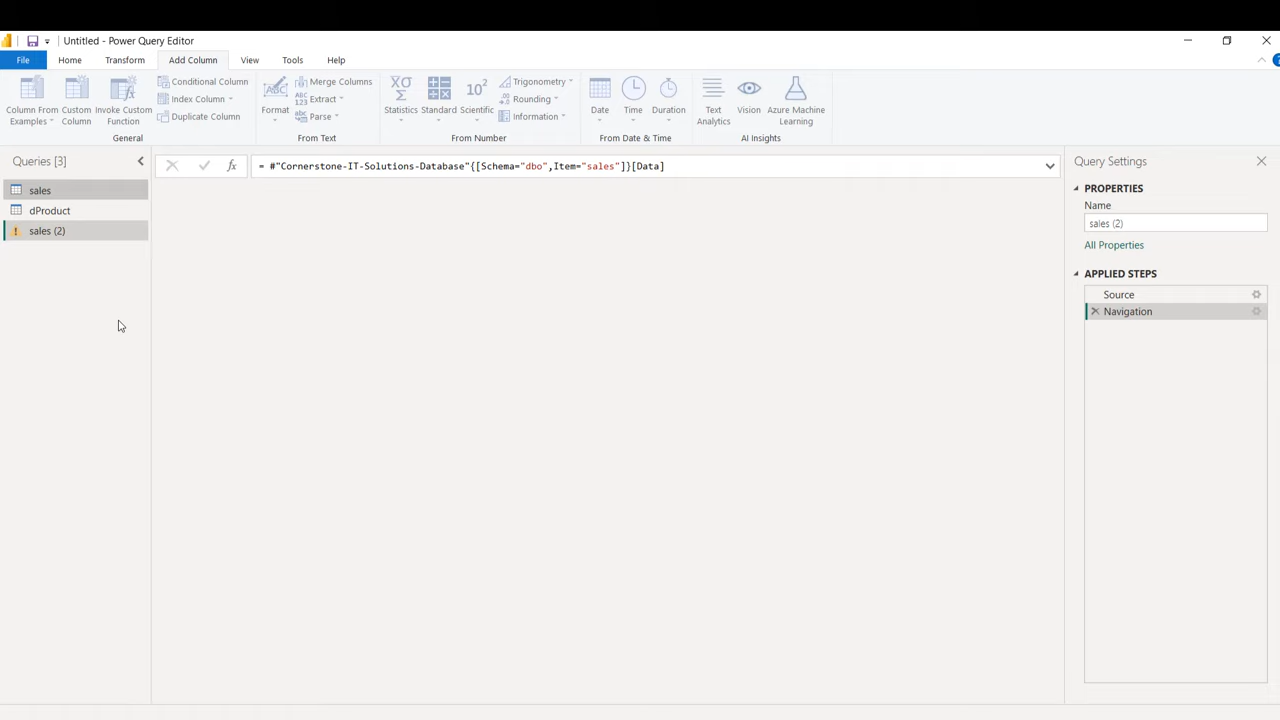 Untitled - Power Query Editor
File Home Transform Add Column View Tools Help
Column From Examples
Custom Column
Invoke Custom Function
Conditional Column
Index Column
Duplicate Column
General
Format
Merge Columns
Extract
Parse
From Text
Statistics
Standard
10²
Scientific
Trigonometry
Rounding
Information
From Number
Date
Time
Duration
From Date & Time
Text Analytics
Vision
Azure Machine Learning
AI Insights
Queries [3]
sales
dProduct
sales (2)
= #"Cornerstone-IT-Solutions-Database"{[Schema="dbo",Item="sales"]}[Data]
Query Settings
PROPERTIES
Name
sales (2)
All Properties
APPLIED STEPS
Source
Navigation